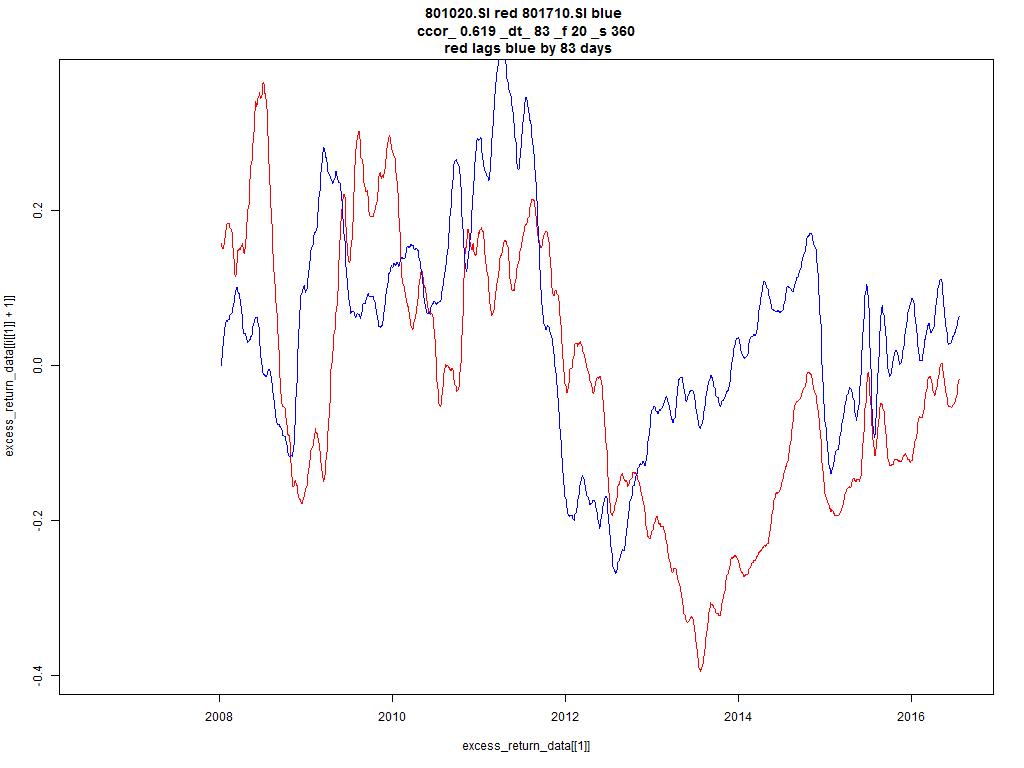 801020.SI red 801710.SI blue
ccor_ 0.619 _dt_ 83 _f 20 _s 360
red lags blue by 83 days
excess_return_data[[i[[1]] + 1]]
0.2
0.0
-0.2
-0.4
2008 2010 2012 2014 2016
excess_return_data[[1]]